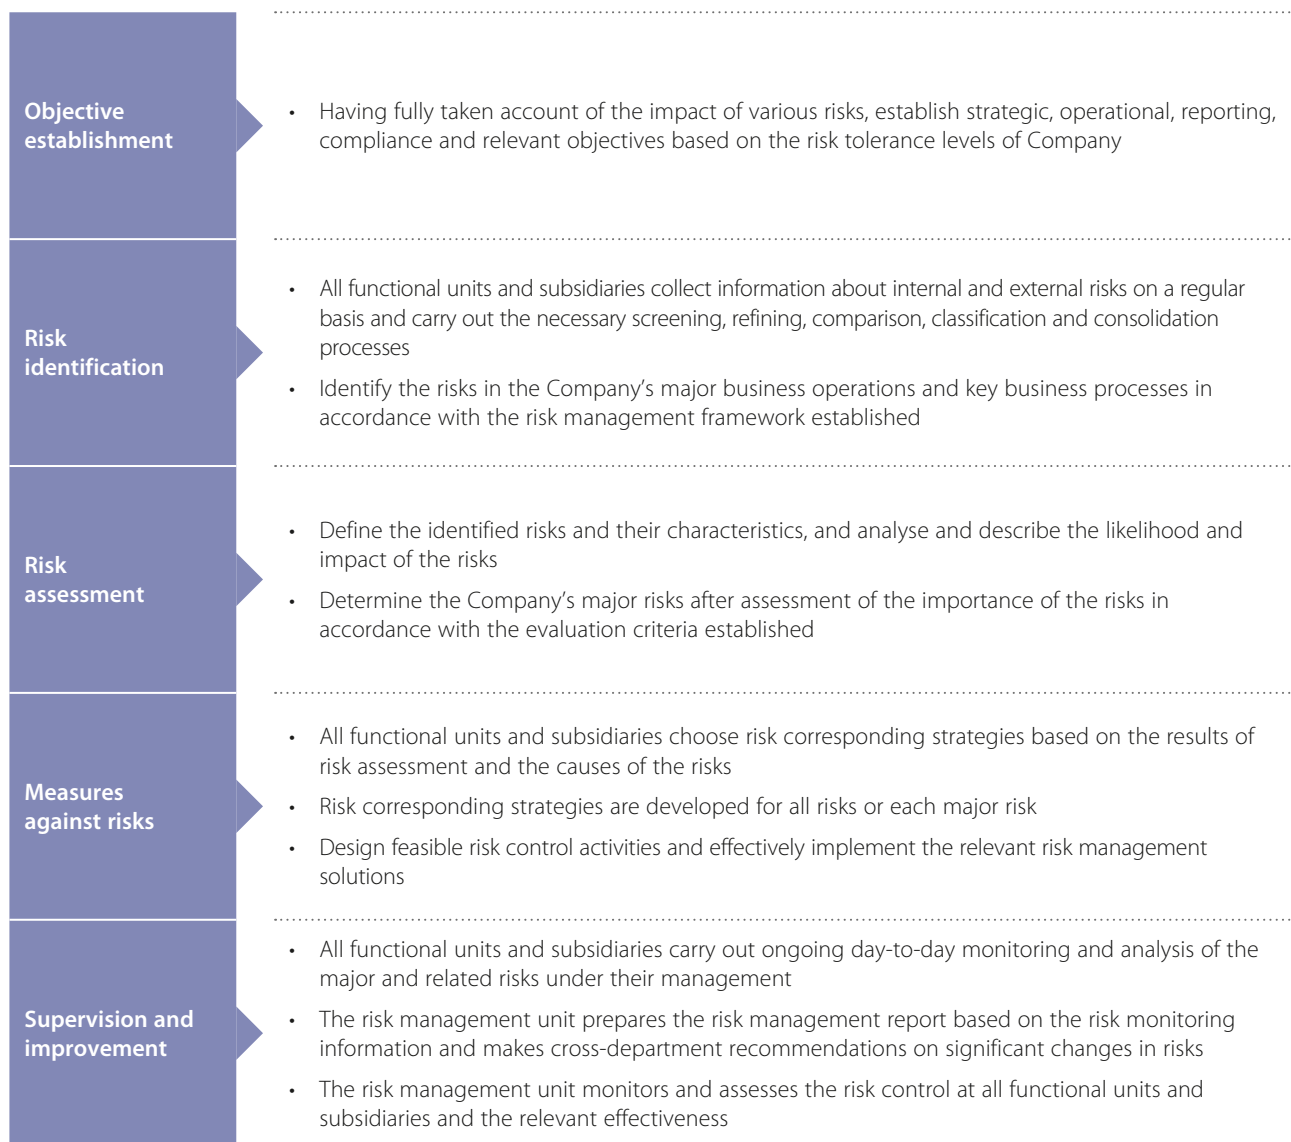 Objective
establishment
• Having fully taken account of the impact of various risks, establish strategic, operational, reporting,
compliance and relevant objectives based on the risk tolerance levels of Company
Risk
identification
• All functional units and subsidiaries collect information about internal and external risks on a regular
basis and carry out the necessary screening, refining, comparison, classification and consolidation
processes
• Identify the risks in the Company’s major business operations and key business processes in
accordance with the risk management framework established
Risk
assessment
• Define the identified risks and their characteristics, and analyse and describe the likelihood and
impact of the risks
• Determine the Company’s major risks after assessment of the importance of the risks in
accordance with the evaluation criteria established
Measures
against risks
• All functional units and subsidiaries choose risk corresponding strategies based on the results of
risk assessment and the causes of the risks
• Risk corresponding strategies are developed for all risks or each major risk
• Design feasible risk control activities and effectively implement the relevant risk management
solutions
Supervision and
improvement
• All functional units and subsidiaries carry out ongoing day-to-day monitoring and analysis of the
major and related risks under their management
• The risk management unit prepares the risk management report based on the risk monitoring
information and makes cross-department recommendations on significant changes in risks
• The risk management unit monitors and assesses the risk control at all functional units and
subsidiaries and the relevant effectiveness